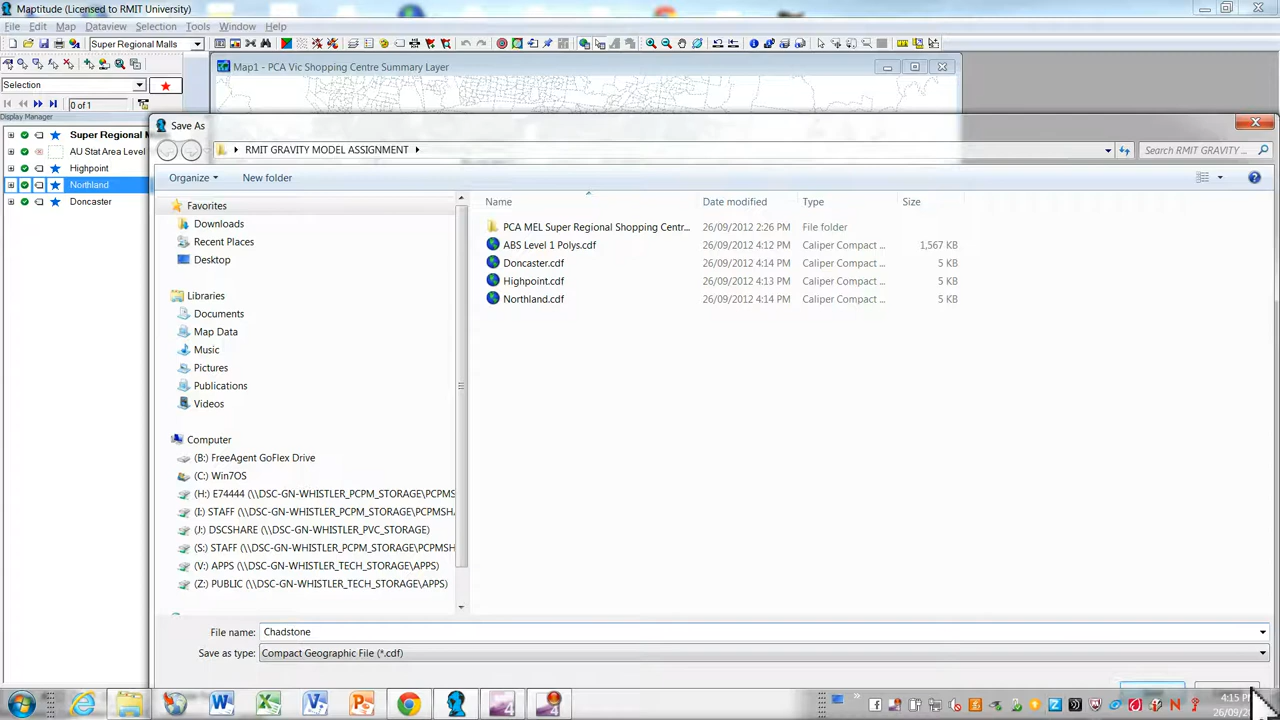 Maptitude (Licensed to RMIT University)
File Edit Map Dataview Selection Tools Window Help
Super Regional Malls
Map1 - PCA Vic Shopping Centre Summary Layer
Selection
0 of 1
Display Manager
Super Regional M
AU Stat Area Level
Highpoint
Northland
Doncaster
Save As
RMIT GRAVITY MODEL ASSIGNMENT
Search RMIT GRAVITY ...
Organize
New folder
Name Date modified Type Size
Favorites
Downloads
Recent Places
Desktop
Libraries
Documents
Map Data
Music
Pictures
Publications
Videos
Computer
(B:) FreeAgent GoFlex Drive
(C:) Win7OS
(H:) E74444 (\\DSC-GN-WHISTLER_PCPM_STORAGE\PCPMS
(I:) STAFF (\\DSC-GN-WHISTLER_PCPM_STORAGE\PCPMSH
(J:) DSCSHARE (\\DSC-GN-WHISTLER_PVC_STORAGE)
(S:) STAFF (\\DSC-GN-WHISTLER_PCPM_STORAGE\PCPMSH
(V:) APPS (\\DSC-GN-WHISTLER_TECH_STORAGE\APPS)
(Z:) PUBLIC (\\DSC-GN-WHISTLER_TECH_STORAGE\APPS)
PCA MEL Super Regional Shopping Centr... 26/09/2012 2:26 PM File folder
ABS Level 1 Polys.cdf 26/09/2012 4:12 PM Caliper Compact ... 1,567 KB
Doncaster.cdf 26/09/2012 4:14 PM Caliper Compact ... 5 KB
Highpoint.cdf 26/09/2012 4:13 PM Caliper Compact ... 5 KB
Northland.cdf 26/09/2012 4:14 PM Caliper Compact ... 5 KB
File name: Chadstone
Save as type: Compact Geographic File (*.cdf)
4:15 P
26/09/20